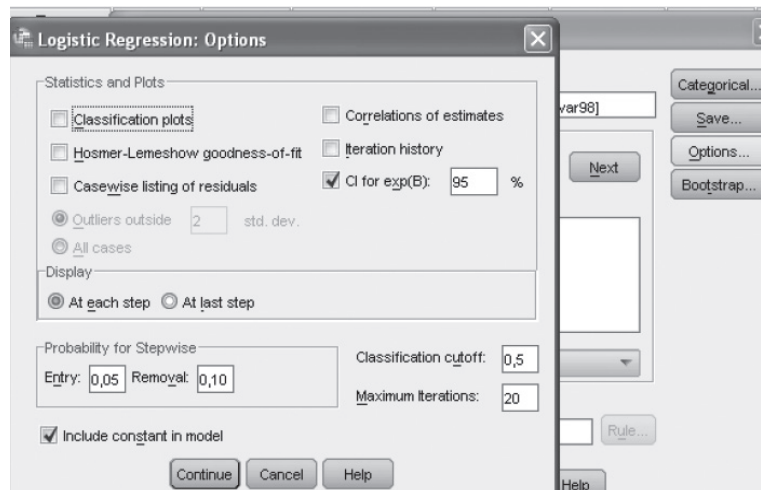 Logistic Regression: Options
Statistics and Plots
Classification plots
Correlations of estimates
Hosmer-Lemeshow goodness-of-fit
Iteration history
Casewise listing of residuals
CI for exp(B): 95 %
Outliers outside 2 std. dev.
All cases
Display
At each step At last step
Probability for Stepwise
Entry: 0,05 Removal: 0,10
Classification cutoff: 0,5
Maximum Iterations: 20
Include constant in model
Continue Cancel Help
var98]
Next
Categorical...
Save...
Options...
Bootstrap...
Rule...
Help